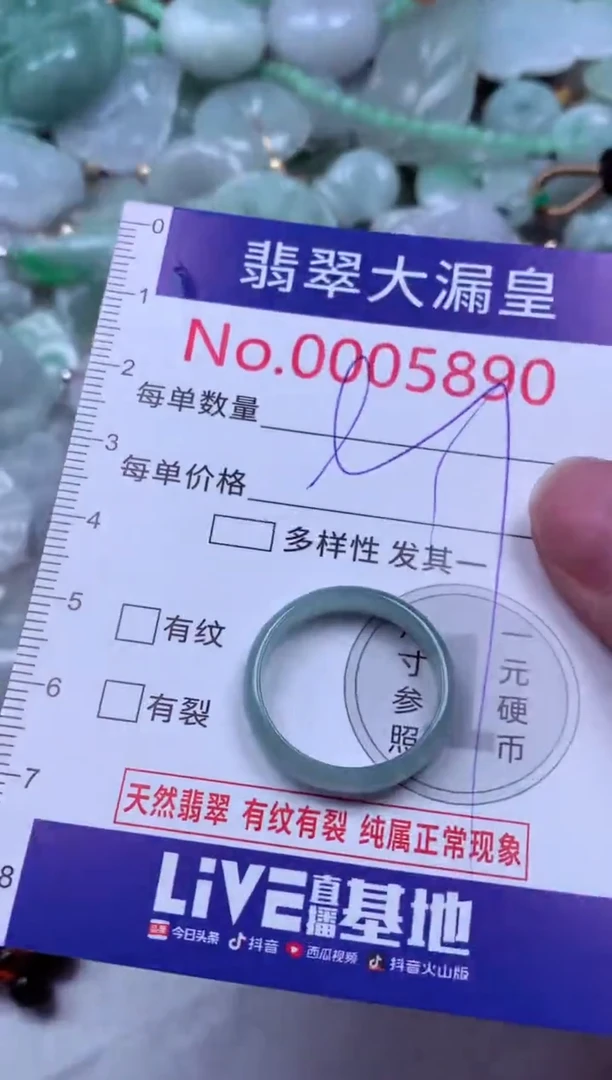 0
1
2
3
4
5
6
7
8
翡翠大漏皇
No.0005890
每单数量
每单价格
多样性 发其一
有纹
有裂
寸参照
一元硬币
天然翡翠 有纹有裂 纯属正常现象
LiVE直播基地
今日头条 抖音 西瓜视频 抖音火山版